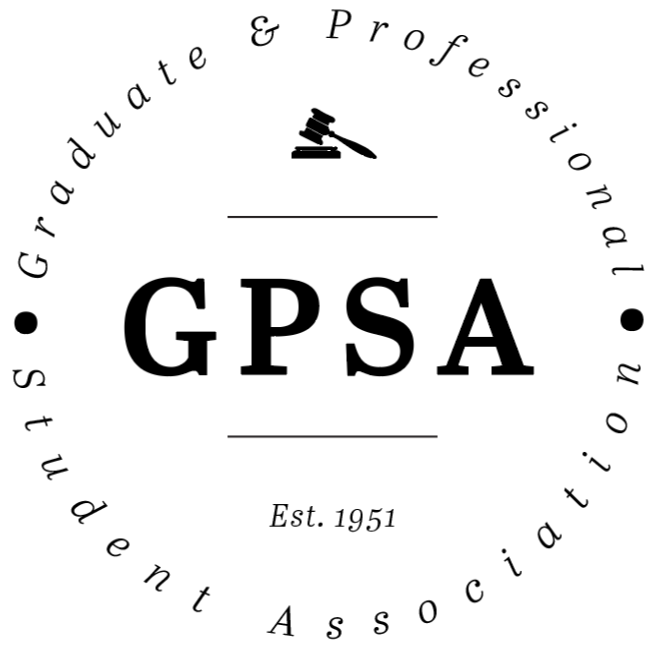 Graduate & Professional
GPSA
Est. 1951
Student Association